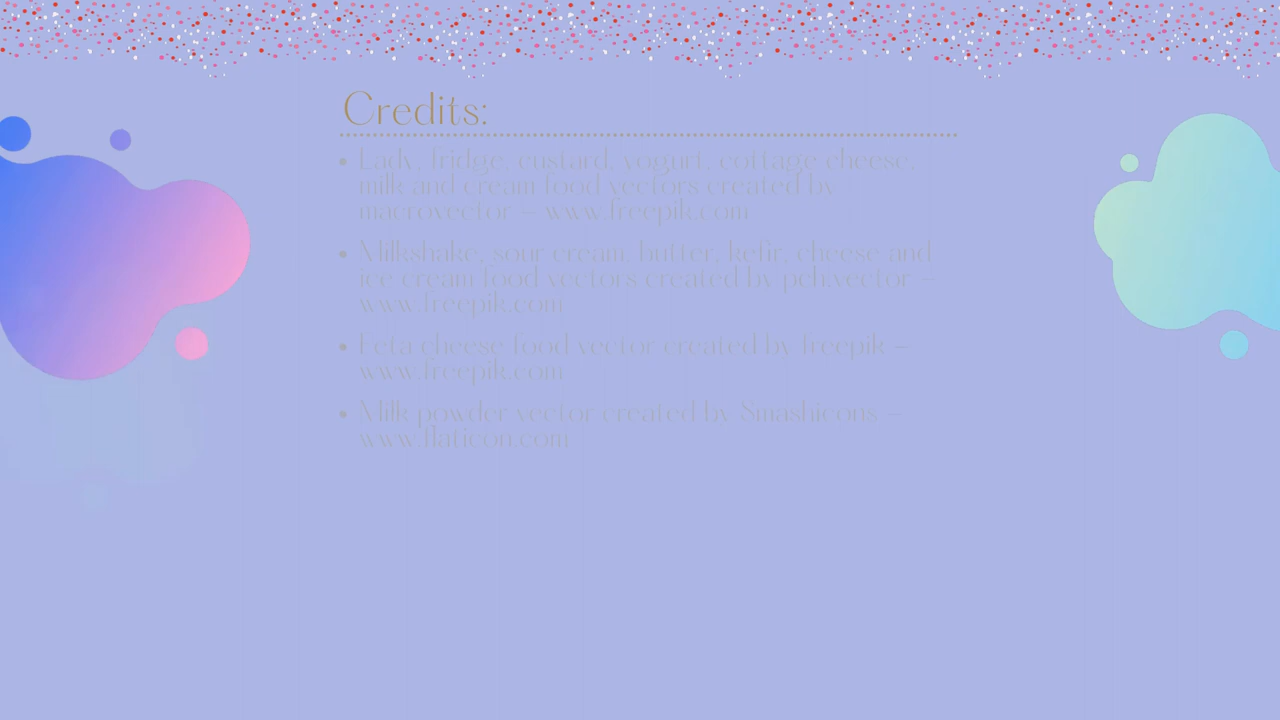 Credits:
• Lady, fridge, custard, yogurt, cottage cheese,
milk and cream food vectors created by
macrovector – www.freepik.com
• Milkshake, sour cream, butter, kefir, cheese and
ice cream food vectors created by pch.vector –
www.freepik.com
• Feta cheese food vector created by freepik –
www.freepik.com
• Milk powder vector created by Smashicons –
www.flaticon.com